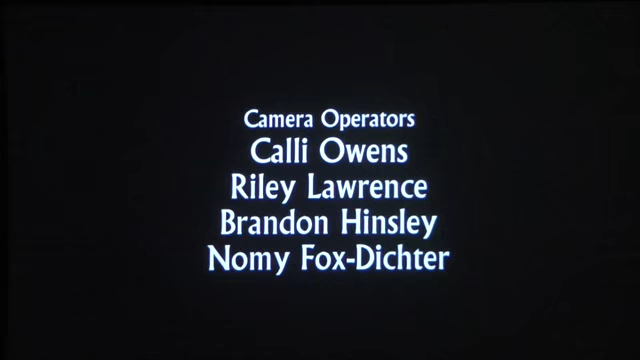 Camera Operators
Calli Owens
Riley Lawrence
Brandon Hinsley
Nomy Fox-Dichter